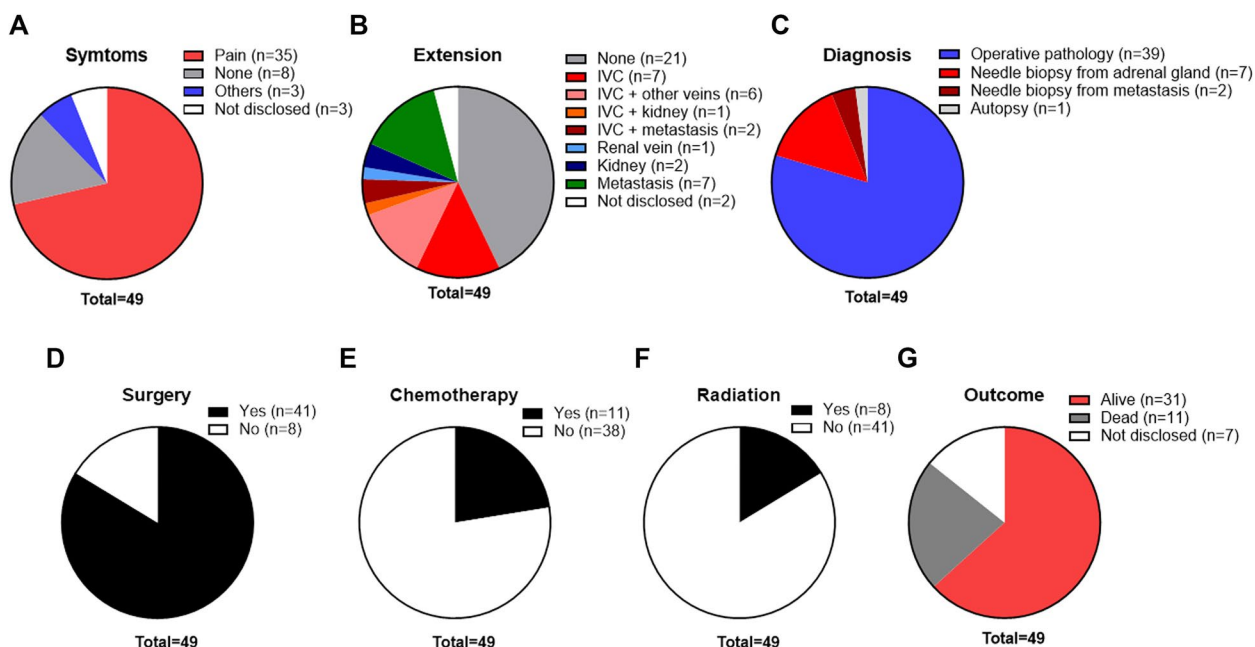 A
Symtoms
Pain (n=35)
None (n=8)
Others (n=3)
Not disclosed (n=3)
Total=49
B
Extension
None (n=21)
IVC (n=7)
IVC + other veins (n=6)
IVC + kidney (n=1)
IVC + metastasis (n=2)
Renal vein (n=1)
Kidney (n=2)
Metastasis (n=7)
Not disclosed (n=2)
Total=49
C
Diagnosis
Operative pathology (n=39)
Needle biopsy from adrenal gland (n=7)
Needle biopsy from metastasis (n=2)
Autopsy (n=1)
Total=49
D
Surgery
Yes (n=41)
No (n=8)
Total=49
E
Chemotherapy
Yes (n=11)
No (n=38)
Total=49
F
Radiation
Yes (n=8)
No (n=41)
Total=49
G
Outcome
Alive (n=31)
Dead (n=11)
Not disclosed (n=7)
Total=49